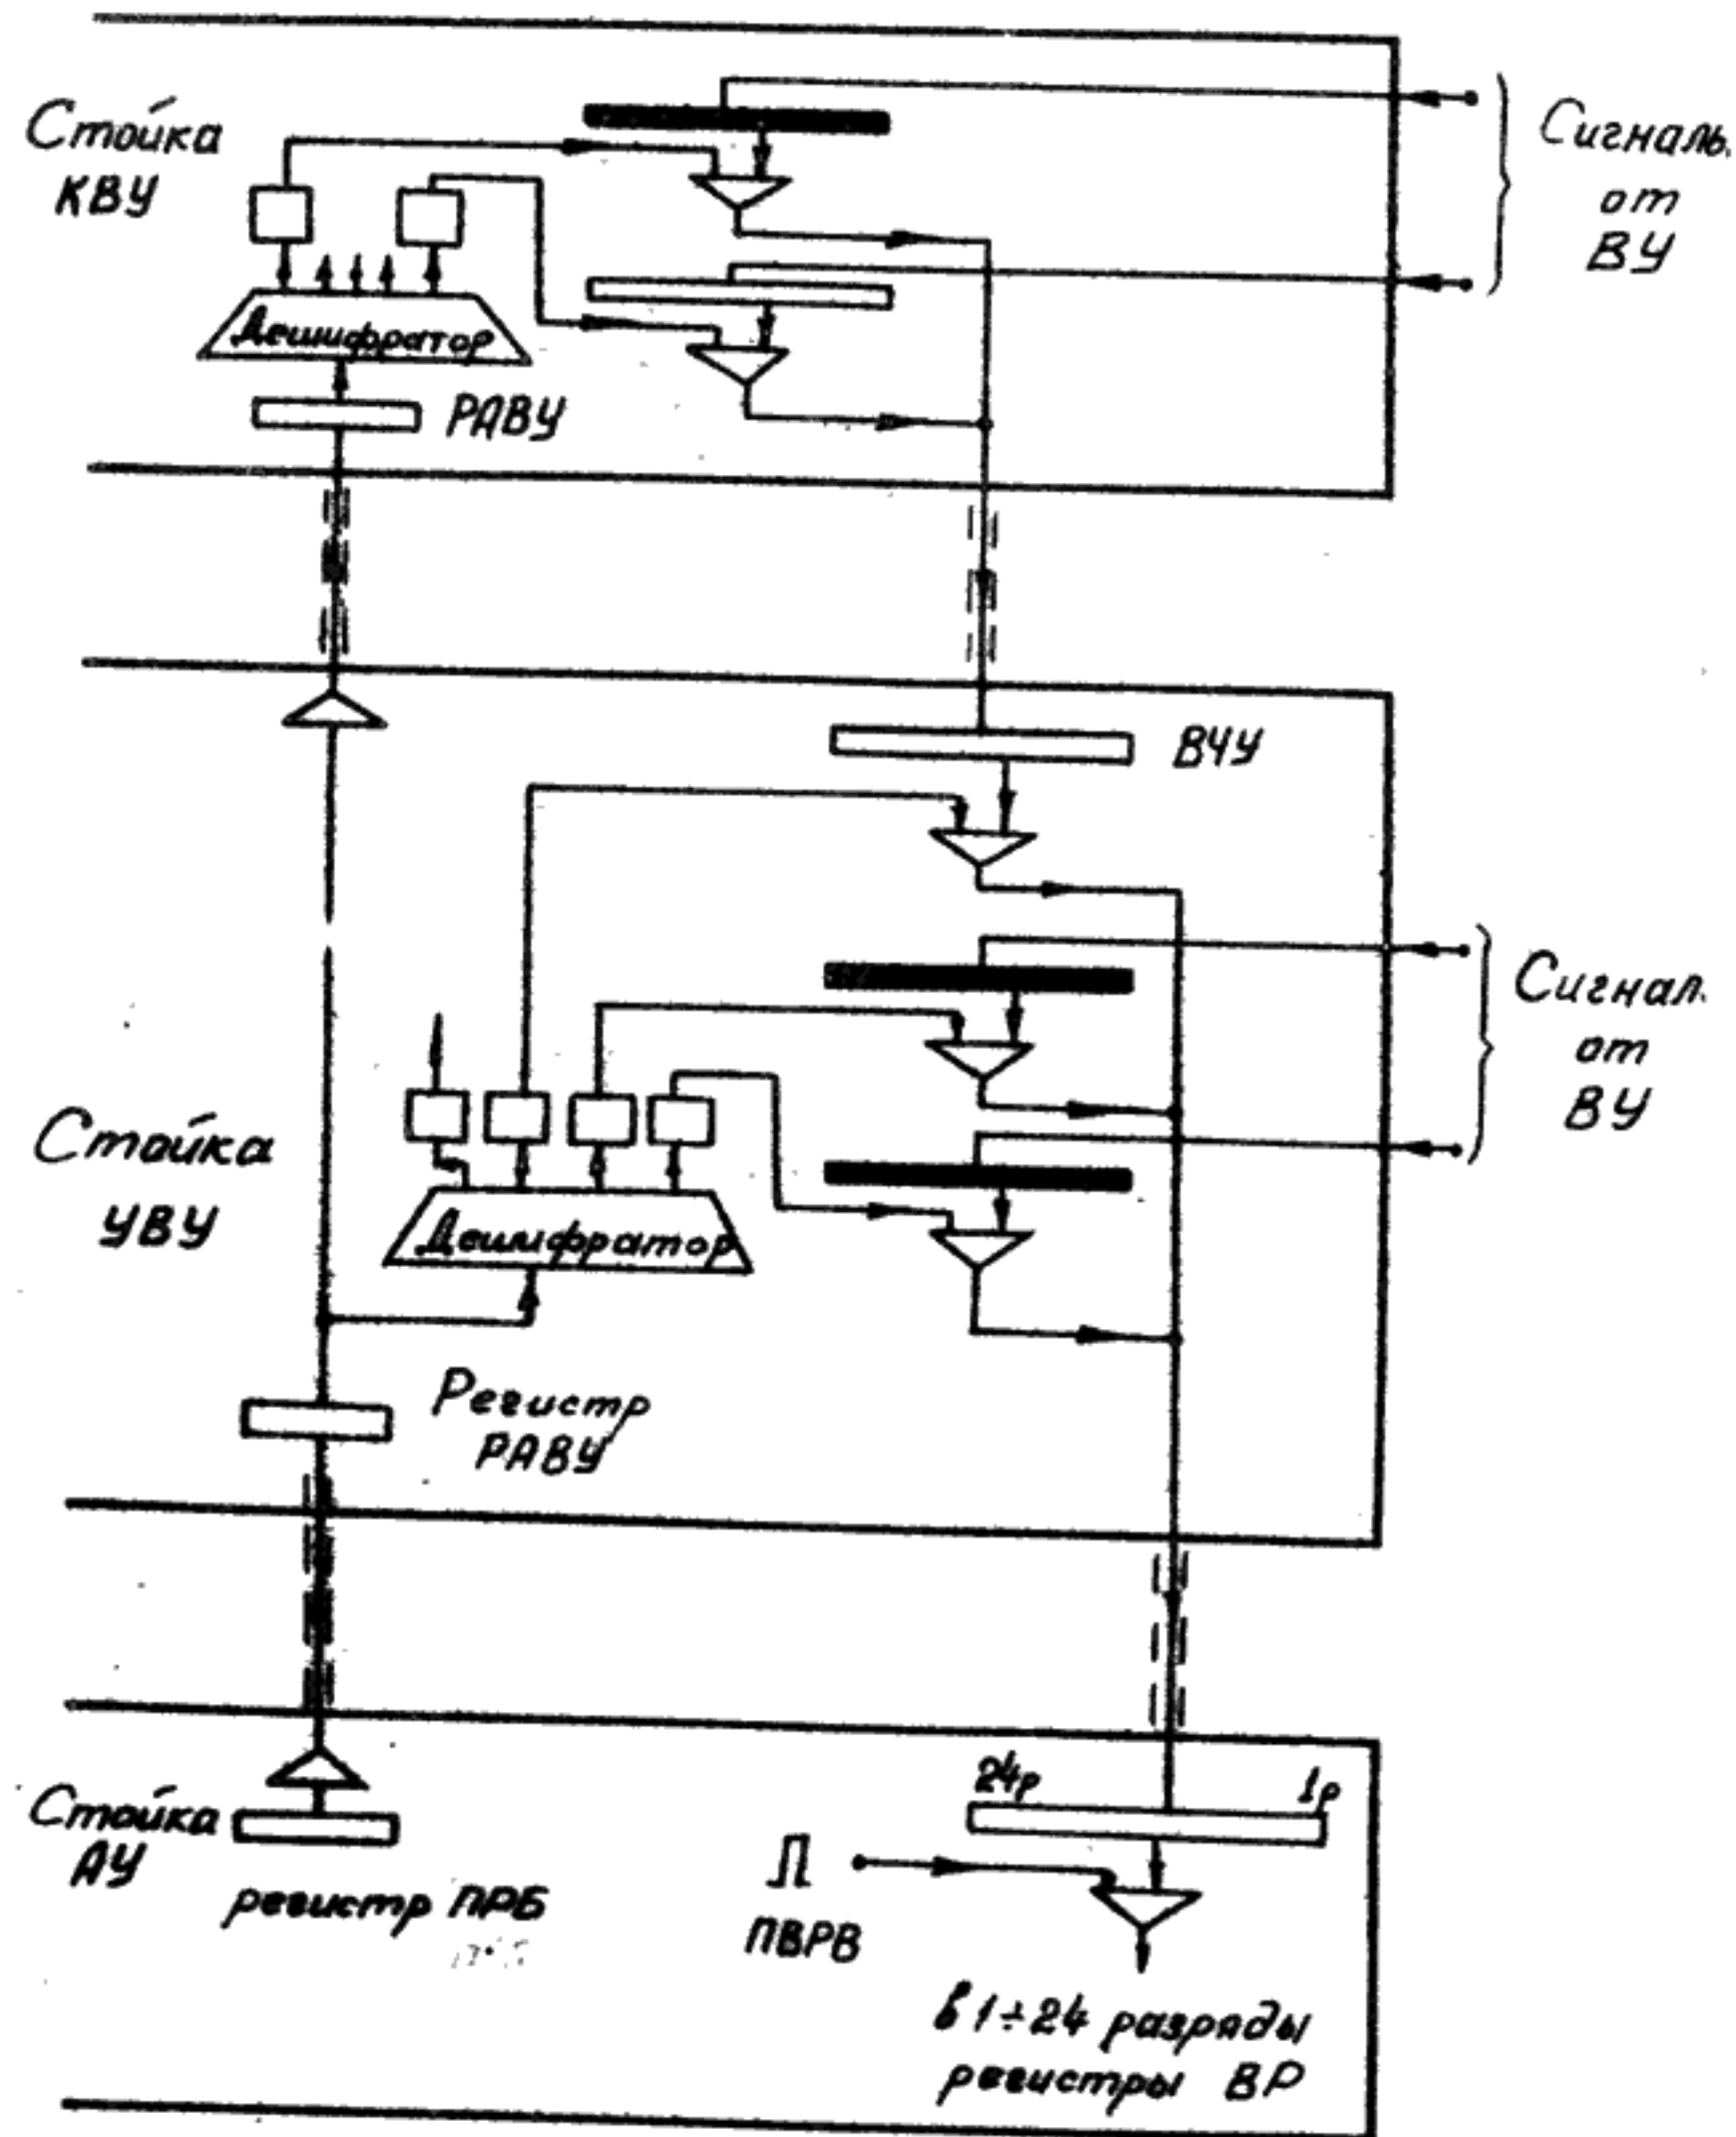 Стойка
КВУ
Сигналы
от
ВУ
Дешифратор
РАВУ
ВЧУ
Сигнал.
от
ВУ
Стойка
УВУ
Дешифратор
Регистр
РАВУ
24р
1р
Стойка
АУ
регистр ПРБ
ПВРВ
в 1÷24 разряды
регистры ВР